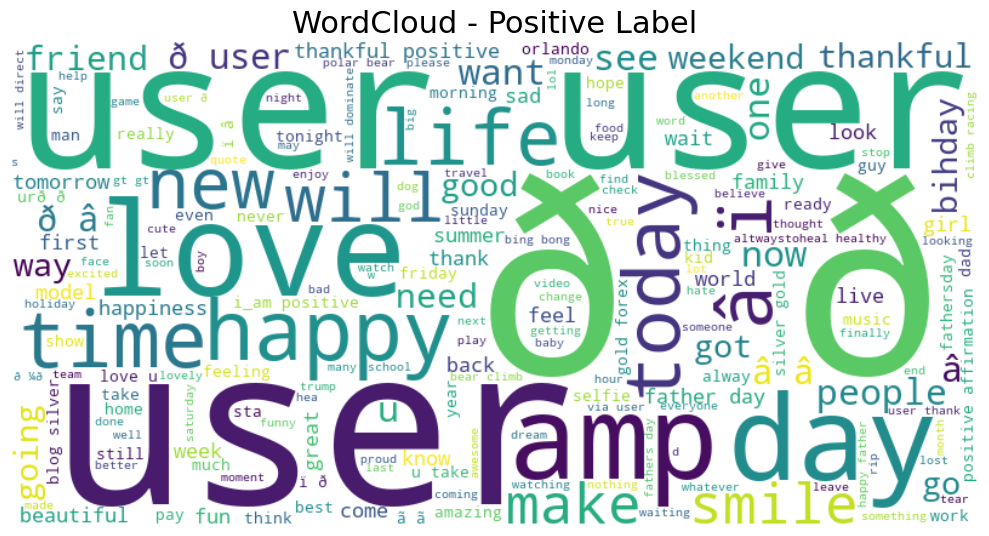 WordCloud - Positive Label
friend ð user thankful positive orlando see weekend thankful
will direct help polar bear please want monday hope another one
say game user ð night will dominate big morning sad lol long word
user user
man really ï â tonight life food wait look stop climb racing
s quote may keep guy bihday
tomorrow gt gt new will enjoy travel good book find blessed give family believe
urð ð dog god sunday check ready girl
ð â even never little nice true thought looking
fan cute love summer bing bong today â ï thing altwaystoheal healthy
first let boy watch thank kid now dad
way face soon w friday lot world fathersday
model excited bad need video change hate live
holiday happiness i_am positive feel gold forex someone silver gold music
time happy next getting ð ð finally
show many school play baby got â›
ð ¼ð team love u lovely feeling back hour alway â â end
take trump bear climb selfie father day people
going home sta hea u year via user everyone user thank
blog silver done saturday funny great user amp day month positive affirmation
still well week dream d rip lost
better much moment ï ð proud last know awesome watching fathers day whatever happy father go
made u take coming nothing leave tear
beautiful pay fun think best come ã ã amazing make waiting smile something work